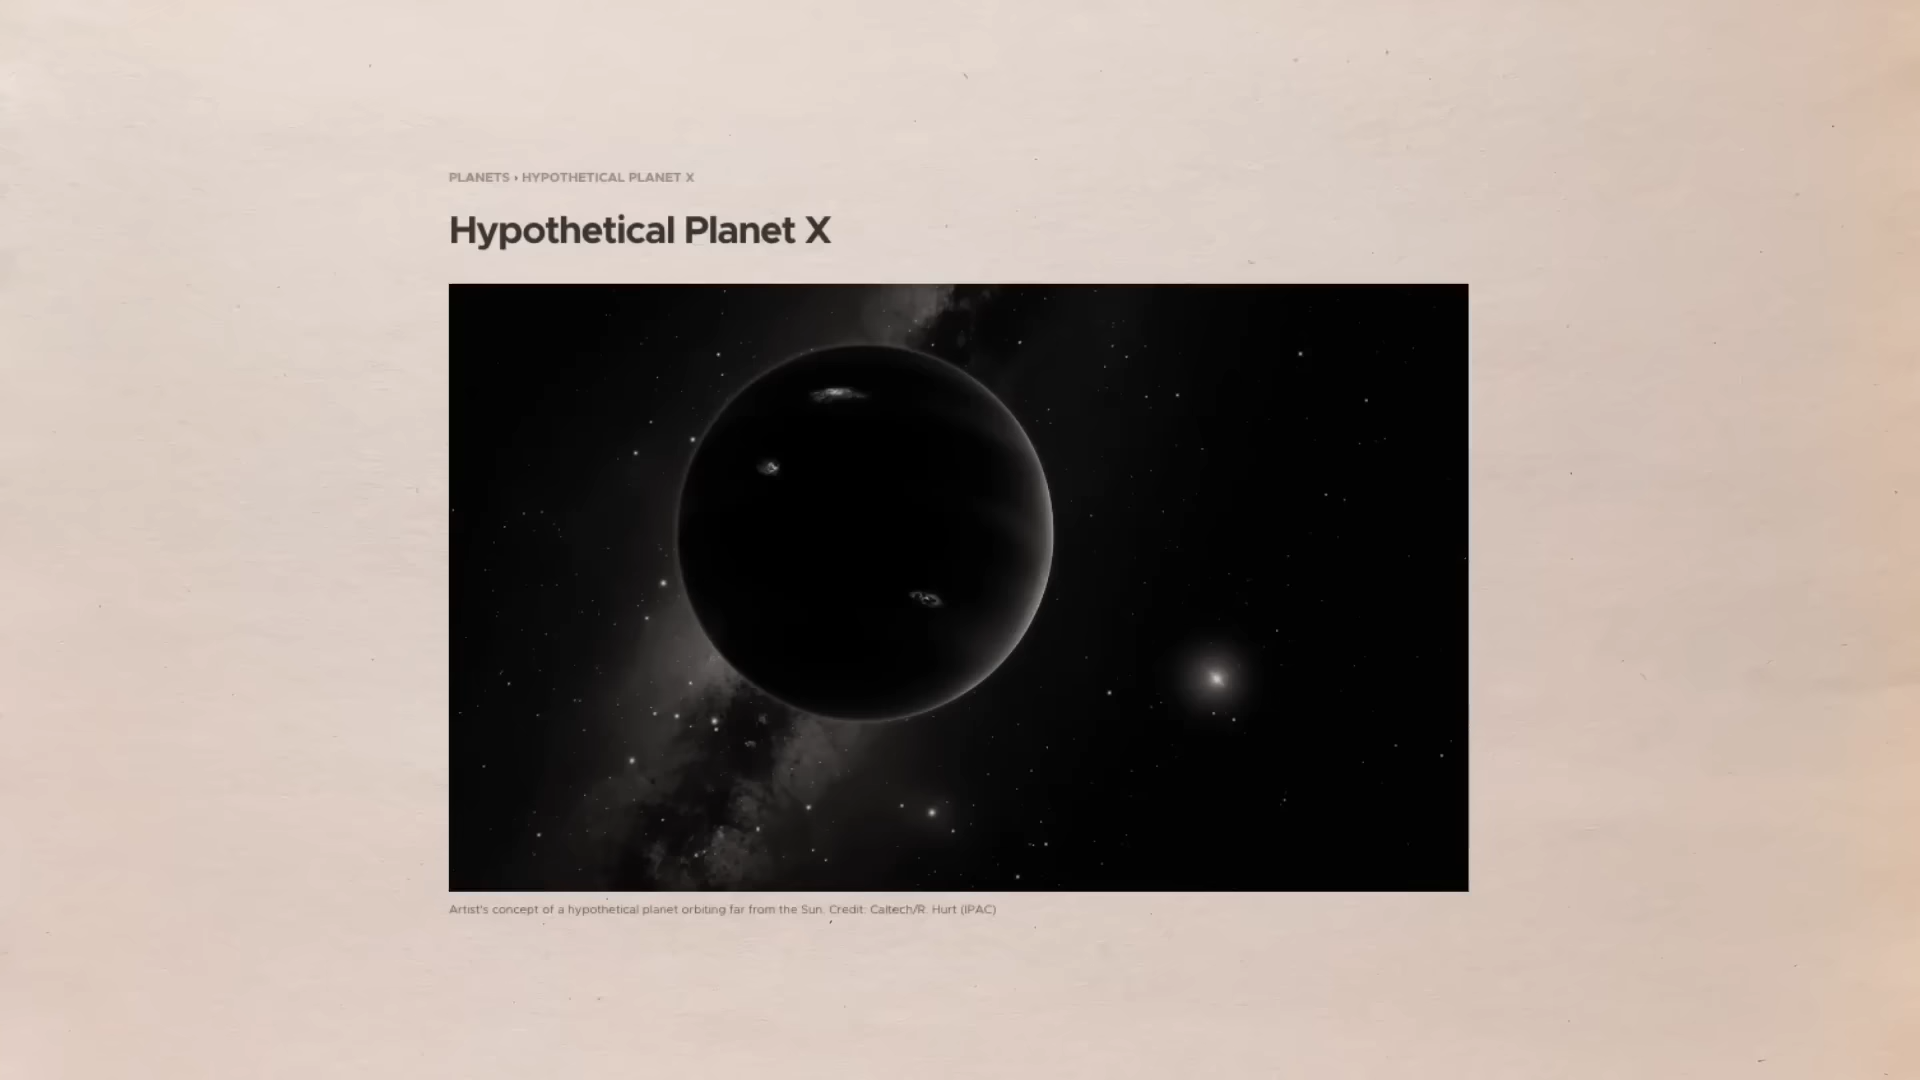 PLANETS › HYPOTHETICAL PLANET X
Hypothetical Planet X
Artist's concept of a hypothetical planet orbiting far from the Sun. Credit: Caltech/R. Hurt (IPAC)